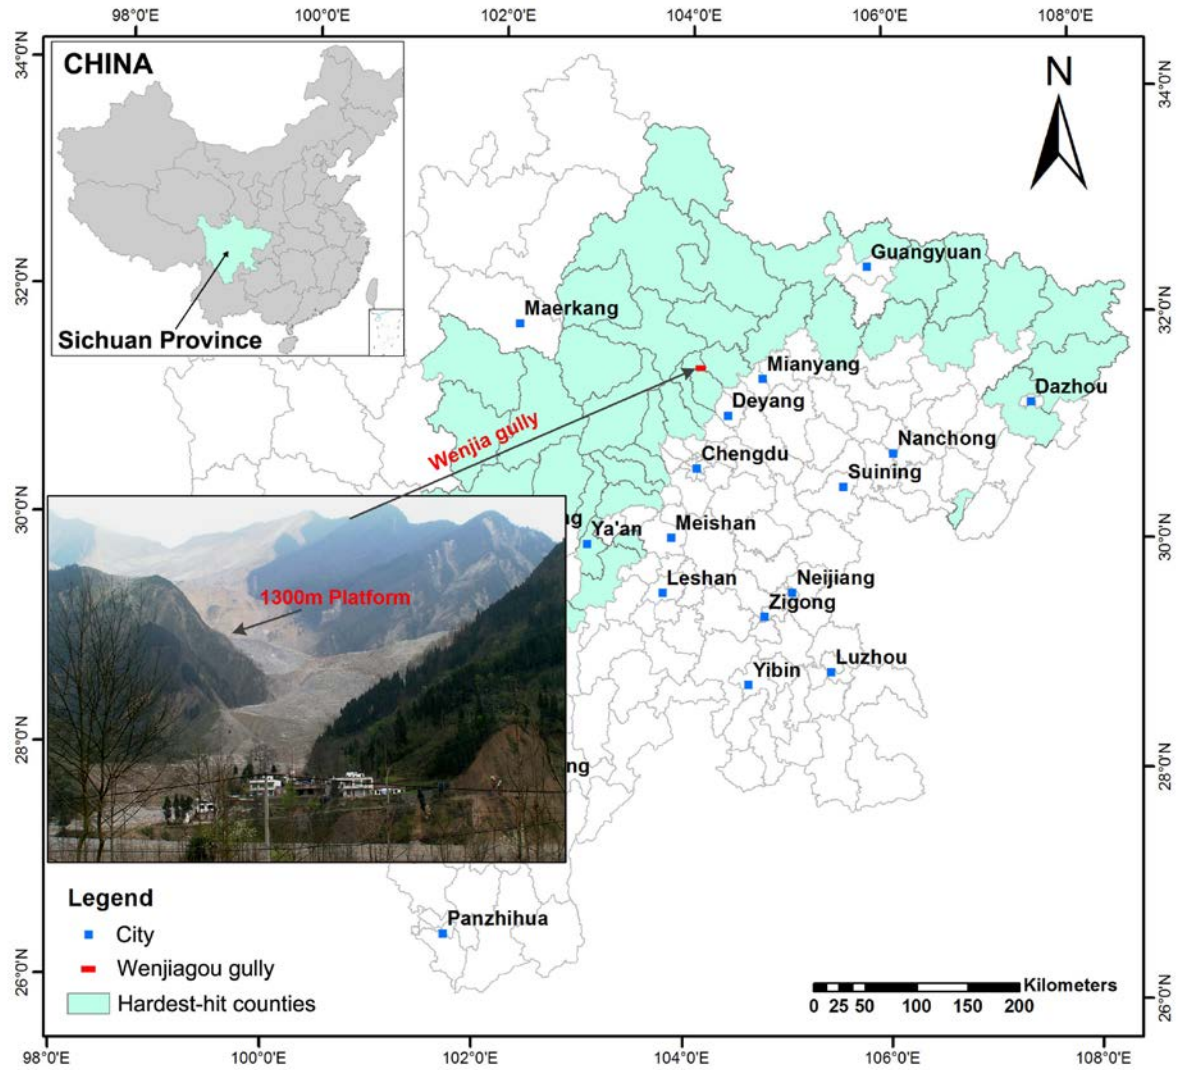 98°0'E 100°0'E 102°0'E 104°0'E 106°0'E 108°0'E
34°0'N
34°0'N
CHINA
Sichuan Province
N
32°0'N
32°0'N
Guangyuan
Maerkang
Mianyang
Deyang
Dazhou
Wenjia gully
Nanchong
Chengdu
Suining
30°0'N
30°0'N
ng
Ya'an
Meishan
Leshan
Neijiang
Zigong
1300m Platform
Luzhou
Yibin
28°0'N
28°0'N
ng
Legend
City
Wenjiagou gully
Hardest-hit counties
Panzhihua
26°0'N
26°0'N
Kilometers
0 25 50 100 150 200
98°0'E 100°0'E 102°0'E 104°0'E 106°0'E 108°0'E